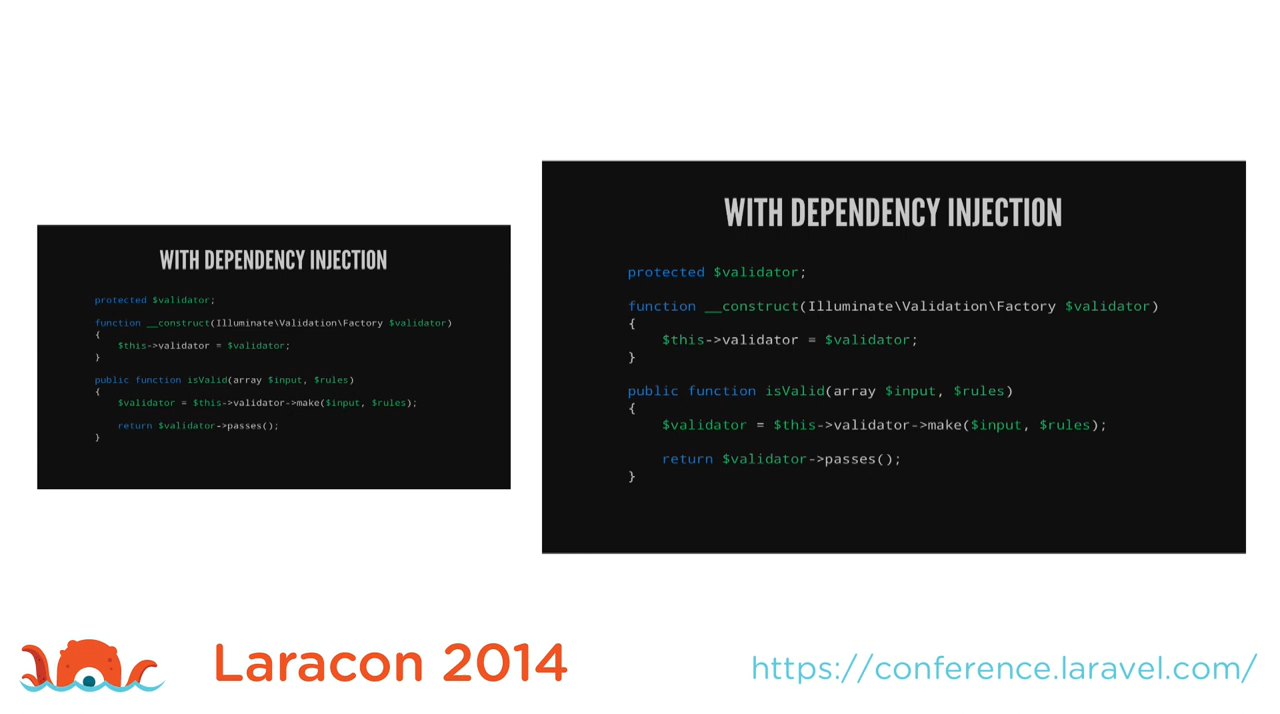 WITH DEPENDENCY INJECTION
protected $validator;
function __construct(Illuminate\Validation\Factory $validator)
{
$this->validator = $validator;
}
public function isValid(array $input, $rules)
{
$validator = $this->validator->make($input, $rules);
return $validator->passes();
}
WITH DEPENDENCY INJECTION
protected $validator;
function __construct(Illuminate\Validation\Factory $validator)
{
$this->validator = $validator;
}
public function isValid(array $input, $rules)
{
$validator = $this->validator->make($input, $rules);
return $validator->passes();
}
Laracon 2014
https://conference.laravel.com/